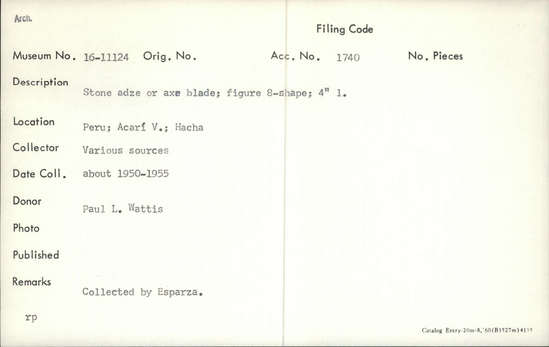 Arch.
Filing Code
Museum No. 16-11124 Orig. No. Acc. No. 1740 No. Pieces
Description
Stone adze or axe blade; figure 8-shape; 4" l.
Location
Peru; Acarí V.; Hacha
Collector
Various sources
Date Coll. about 1950-1955
Donor
Paul L. Wattis
Photo
Published
Remarks
Collected by Esparza.
rp
Catalog Entry